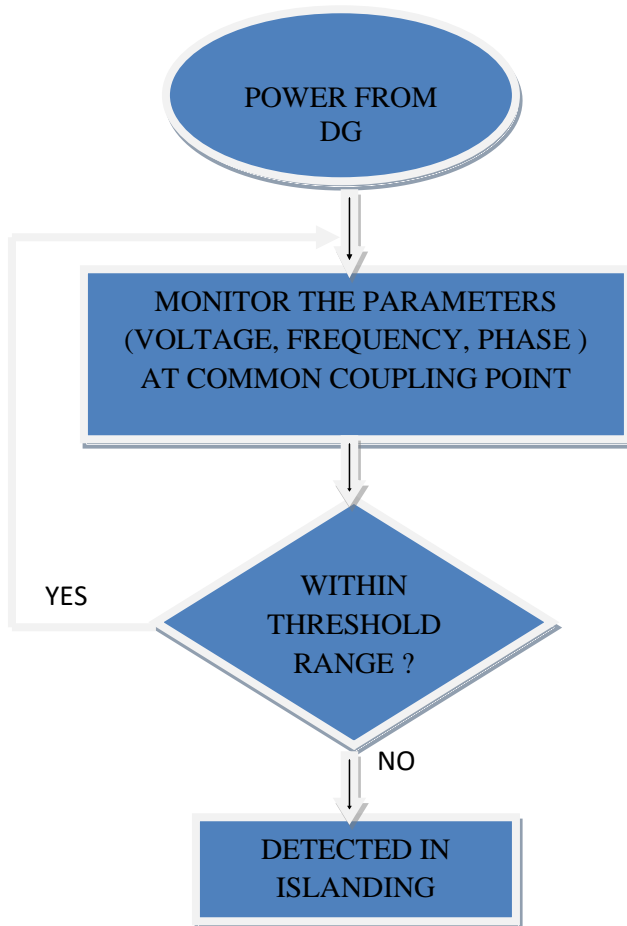 POWER FROM
DG
MONITOR THE PARAMETERS
(VOLTAGE, FREQUENCY, PHASE )
AT COMMON COUPLING POINT
WITHIN
THRESHOLD
RANGE ?
YES
NO
DETECTED IN
ISLANDING